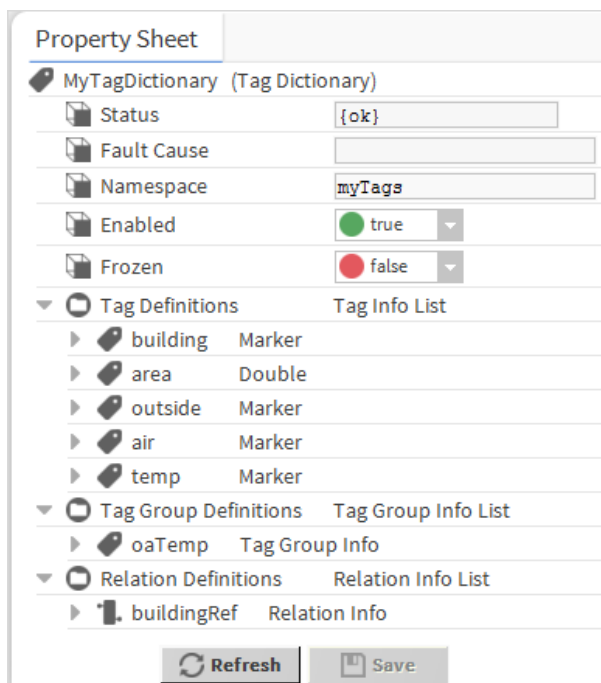 Property Sheet
MyTagDictionary (Tag Dictionary)
Status {ok}
Fault Cause
Namespace myTags
Enabled true
Frozen false
Tag Definitions Tag Info List
building Marker
area Double
outside Marker
air Marker
temp Marker
Tag Group Definitions Tag Group Info List
oaTemp Tag Group Info
Relation Definitions Relation Info List
buildingRef Relation Info
Refresh Save